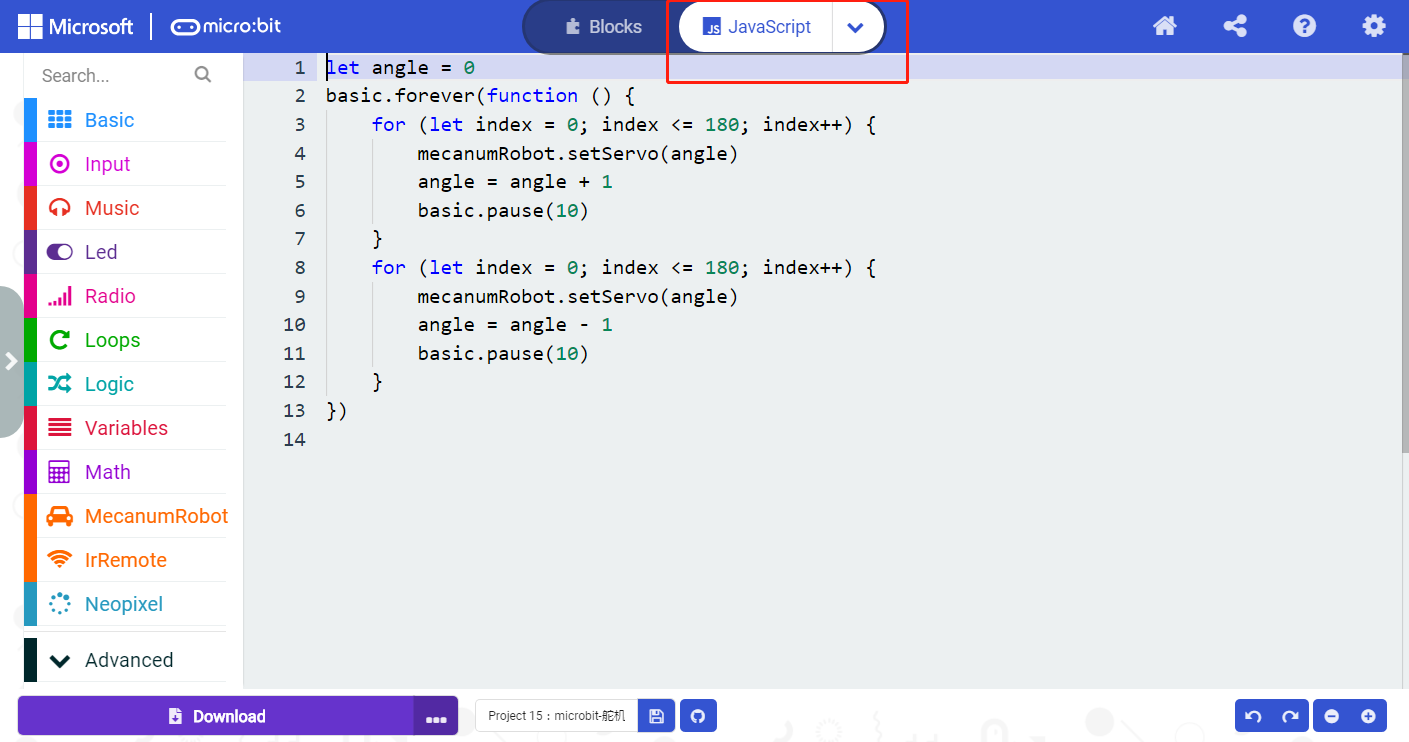 Microsoft micro:bit Blocks JavaScript
Search...
Basic
Input
Music
Led
Radio
Loops
Logic
Variables
Math
MecanumRobot
IrRemote
Neopixel
Advanced
1 let angle = 0
2 basic.forever(function () {
3 for (let index = 0; index <= 180; index++) {
4 mecanumRobot.setServo(angle)
5 angle = angle + 1
6 basic.pause(10)
7 }
8 for (let index = 0; index <= 180; index++) {
9 mecanumRobot.setServo(angle)
10 angle = angle - 1
11 basic.pause(10)
12 }
13 })
14
Download
Project 15：microbit-舵机